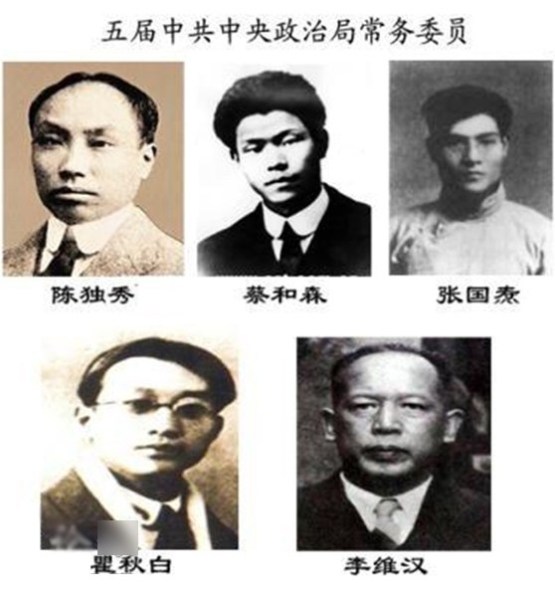 五届中共中央政治局常务委员
陈独秀 蔡和森 张国焘
瞿秋白 李维汉